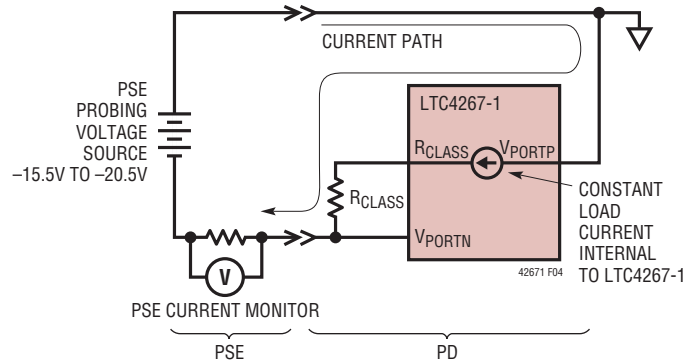 CURRENT PATH
PSE
PROBING
VOLTAGE
SOURCE
–15.5V TO –20.5V
LTC4267-1
RCLASS
VPORTP
RCLASS
CONSTANT
LOAD
CURRENT
INTERNAL
TO LTC4267-1
VPORTN
42671 F04
V
PSE CURRENT MONITOR
PSE
PD